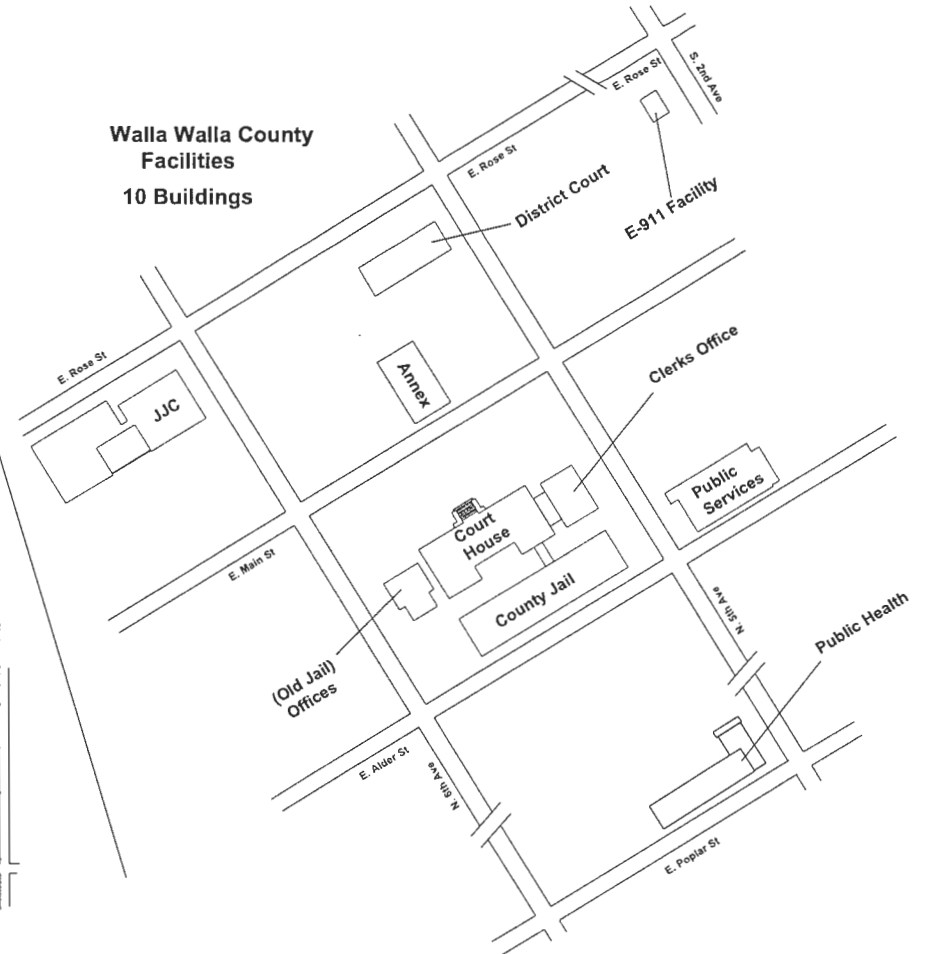 E. Rose St
S. 2nd Ave
Walla Walla County
Facilities
10 Buildings
E. Rose St
District Court
E-911 Facility
E. Rose St
JJC
Annex
Clerks Office
Public
Services
Court
House
E. Main St
County Jail
(Old Jail)
Offices
N. 5th Ave
Public Health
E. Alder St
N. 6th Ave
E. Poplar St